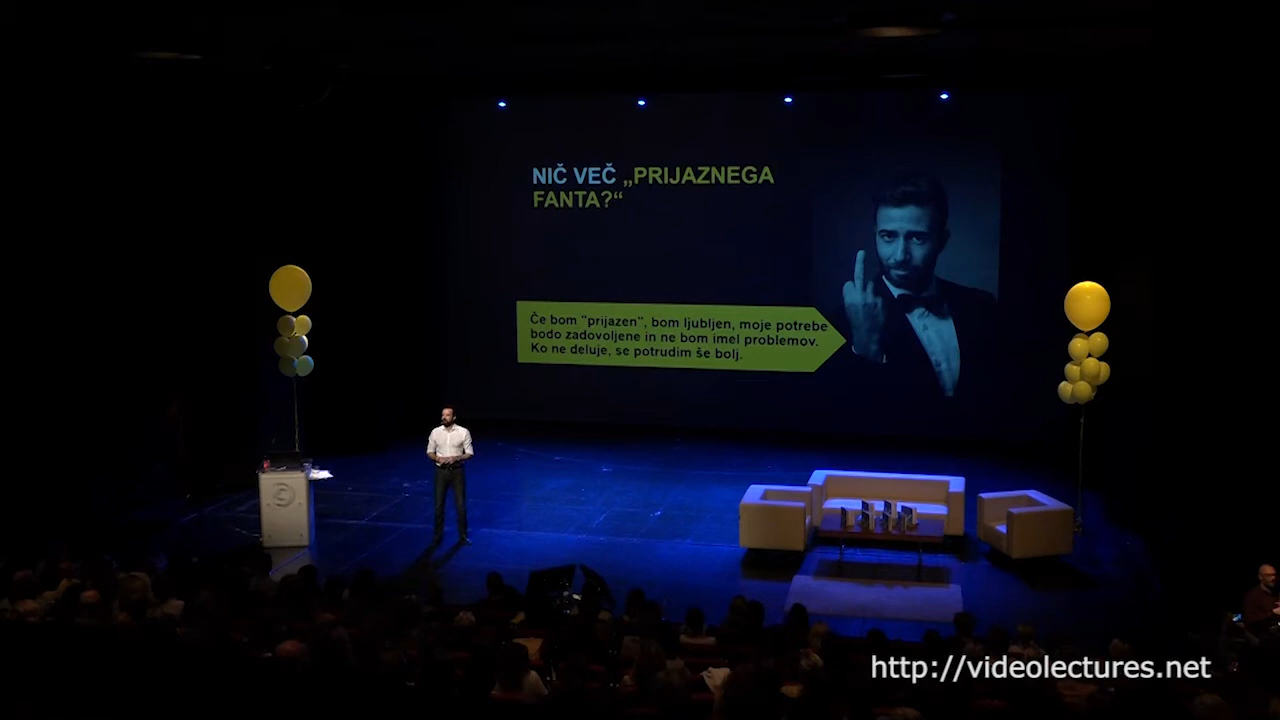 NIČ VEČ „PRIJAZNEGA
FANTA?“
Če bom "prijazen", bom ljubljen, moje potrebe
bodo zadovoljene in ne bom imel problemov.
Ko ne deluje, se potrudim še bolj.
http://videolectures.net